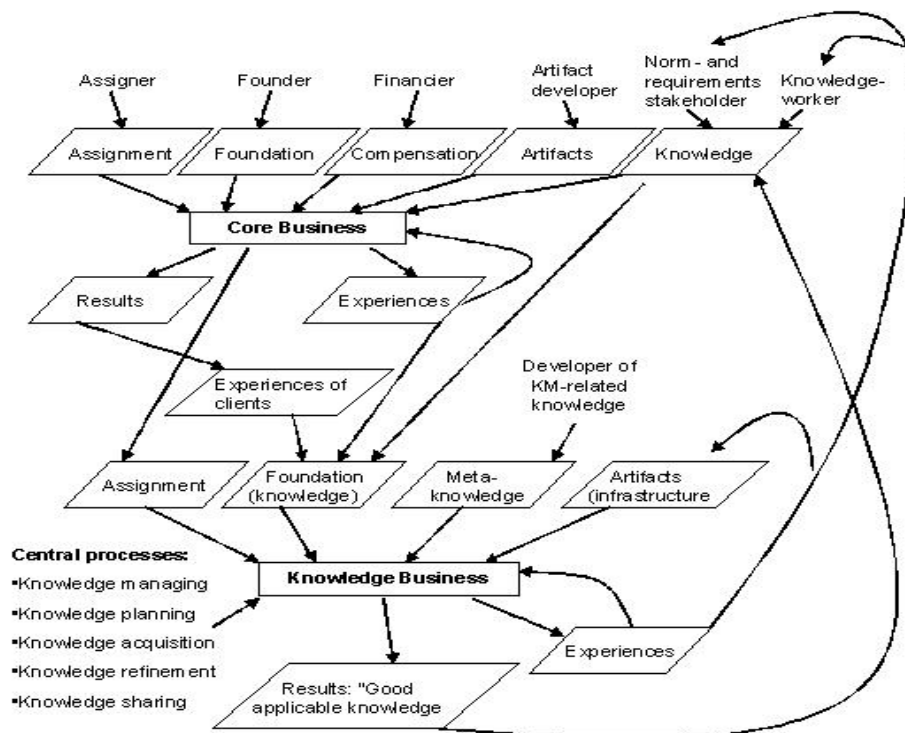 Assigner
Founder
Financier
Artifact
developer
Norm- and
requirements
stakeholder
Knowledge-
worker
Assignment
Foundation
Compensation
Artifacts
Knowledge
Core Business
Results
Experiences
Experiences of
clients
Developer of
KM-related
knowledge
Assignment
Foundation
(knowledge)
Meta-
knowledge
Artifacts
(infrastructure
Central processes:
▪Knowledge managing
▪Knowledge planning
▪Knowledge acquisition
▪Knowledge refinement
▪Knowledge sharing
Knowledge Business
Experiences
Results: "Good
applicable knowledge